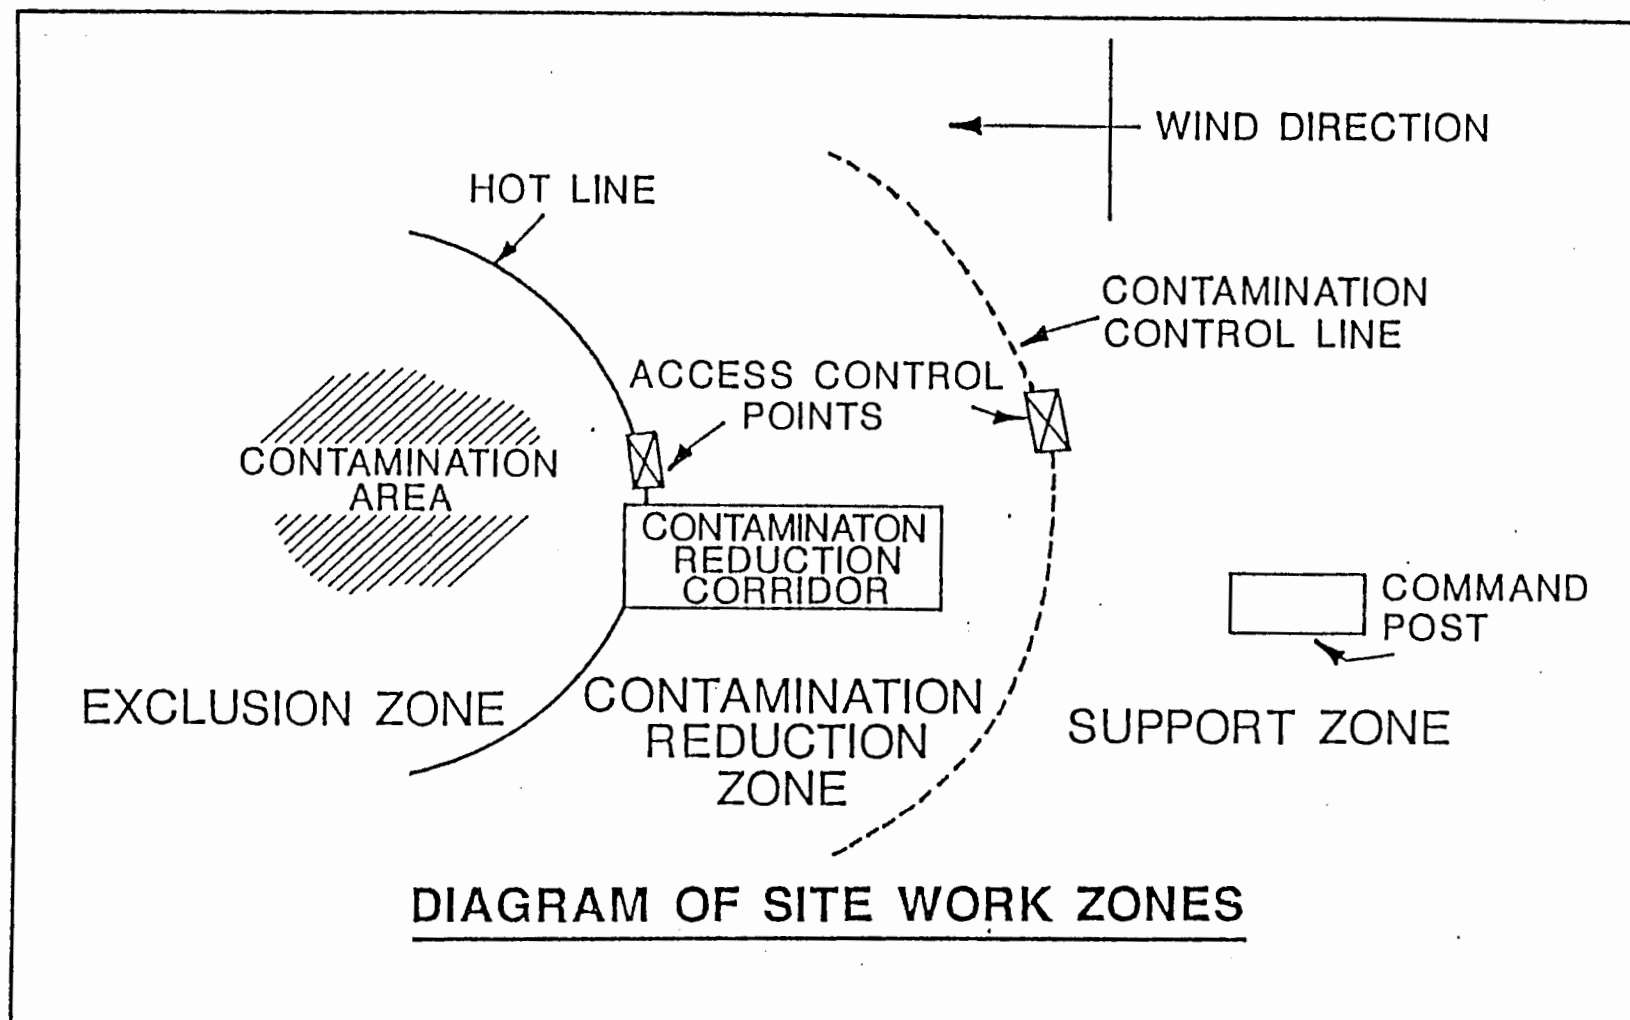 WIND DIRECTION
HOT LINE
CONTAMINATION
CONTROL LINE
ACCESS CONTROL
POINTS
CONTAMINATION
AREA
CONTAMINATON
REDUCTION
CORRIDOR
COMMAND
POST
EXCLUSION ZONE
CONTAMINATION
REDUCTION
ZONE
SUPPORT ZONE
DIAGRAM OF SITE WORK ZONES